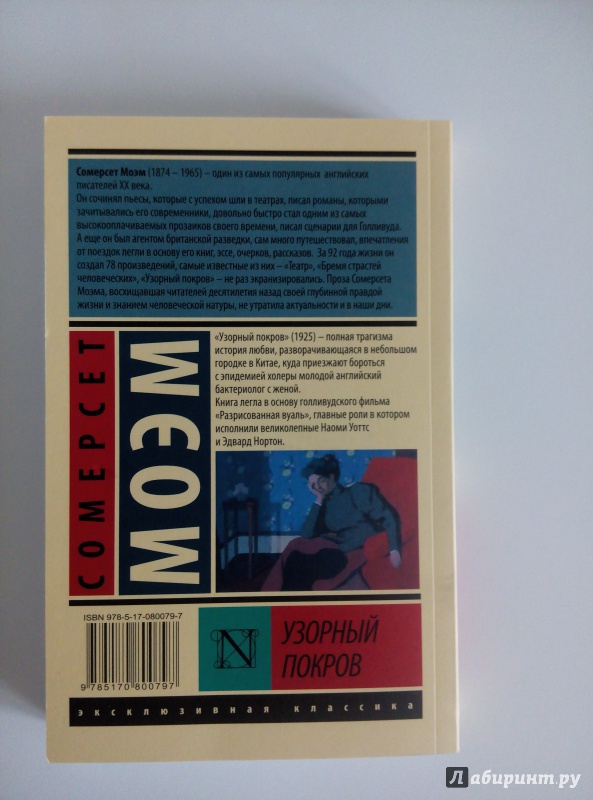 Сомерсет Моэм (1874 – 1965) – один из самых популярных английских
писателей XX века.
Он сочинял пьесы, которые с успехом шли в театрах, писал романы, которыми
зачитывались его современники, довольно быстро стал одним из самых
высокооплачиваемых прозаиков своего времени, писал сценарии для Голливуда.
А еще он был агентом британской разведки, сам много путешествовал, впечатления
от поездок легли в основу его книг, эссе, очерков, рассказов. За 92 года жизни он
создал 78 произведений, самые известные из них – «Театр», «Бремя страстей
человеческих», «Узорный покров» – не раз экранизировались. Проза Сомерсета
Моэма, восхищавшая читателей десятилетия назад своей глубинной правдой
жизни и знанием человеческой натуры, не утратила актуальности и в наши дни.
СОМЕРСЕТ
МОЭМ
«Узорный покров» (1925) – полная трагизма
история любви, разворачивающаяся в небольшом
городке в Китае, куда приезжают бороться
с эпидемией холеры молодой английский
бактериолог с женой.
Книга легла в основу голливудского фильма
«Разрисованная вуаль», главные роли в котором
исполнили великолепные Наоми Уоттс
и Эдвард Нортон.
ISBN 978-5-17-080079-7
9 785170 800797
N
УЗОРНЫЙ
ПОКРОВ
эксклюзивная классика
Лабиринт.ру